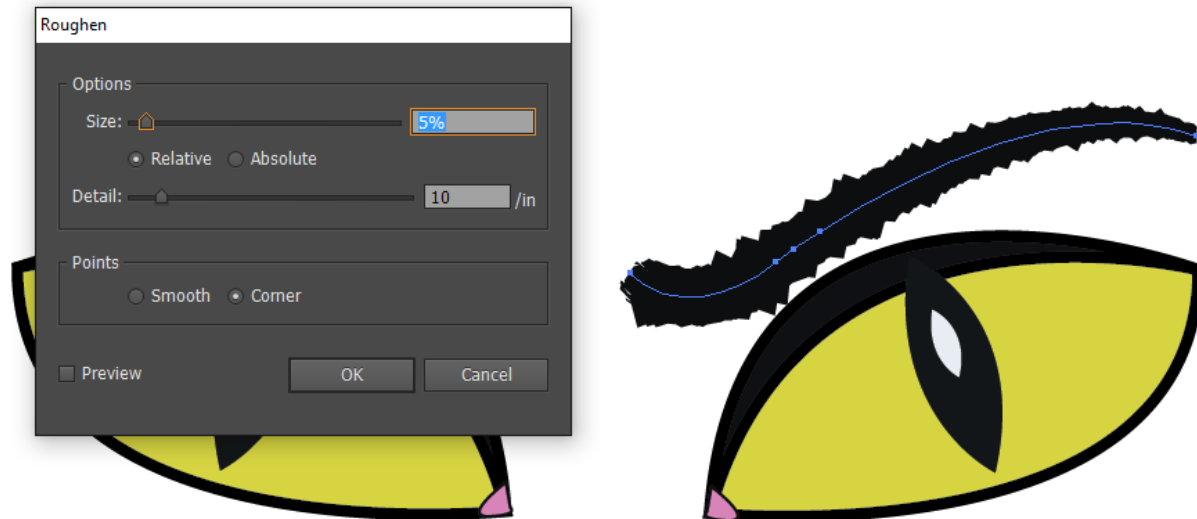 Roughen
Options
Size: 5%
Relative Absolute
Detail: 10 /in
Points
Smooth Corner
Preview OK Cancel